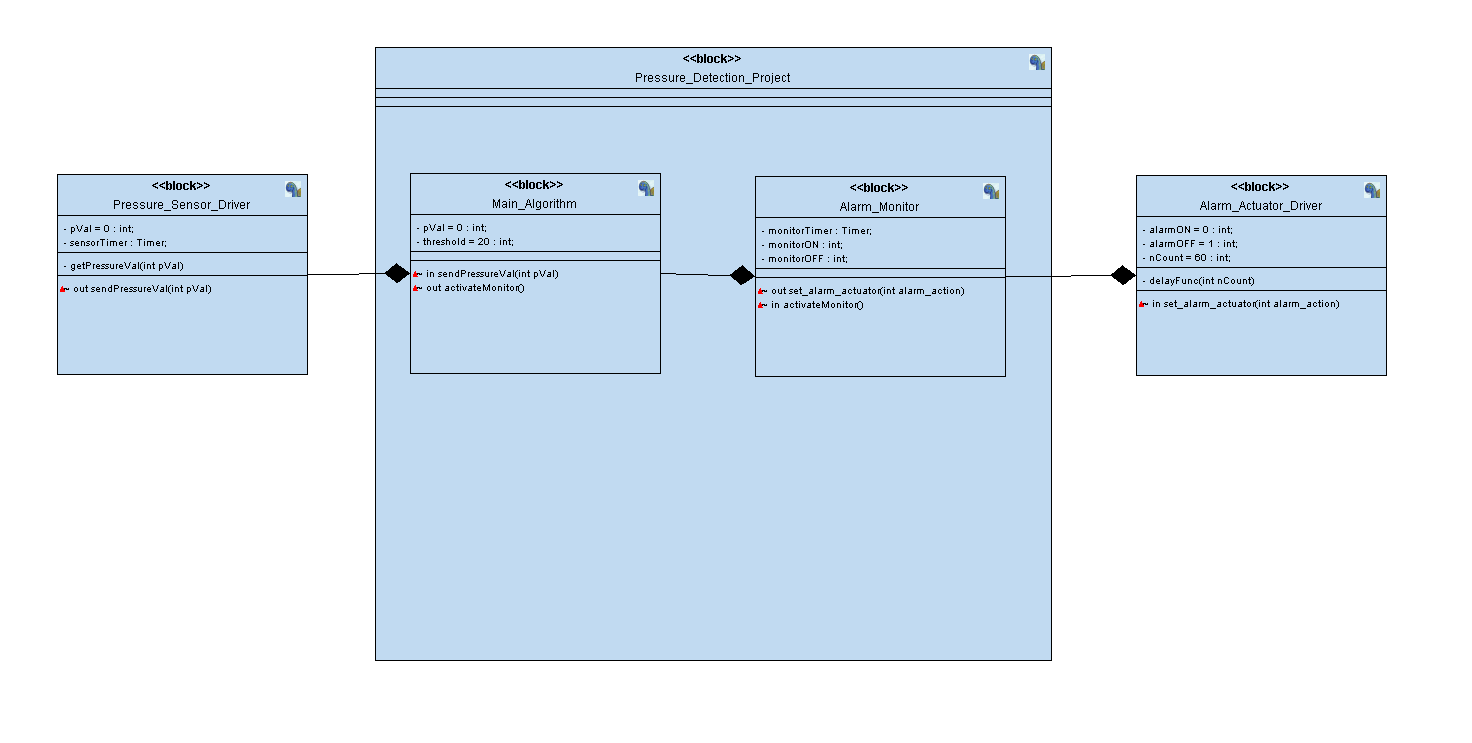 <<block>>
Pressure_Detection_Project
<<block>>
Pressure_Sensor_Driver
- pVal = 0 : int;
- sensorTimer : Timer;
- getPressureVal(int pVal)
~ out sendPressureVal(int pVal)
<<block>>
Main_Algorithm
- pVal = 0 : int;
- threshold = 20 : int;
~ in sendPressureVal(int pVal)
~ out activateMonitor()
<<block>>
Alarm_Monitor
- monitorTimer : Timer;
- monitorON : int;
- monitorOFF : int;
~ out set_alarm_actuator(int alarm_action)
~ in activateMonitor()
<<block>>
Alarm_Actuator_Driver
- alarmON = 0 : int;
- alarmOFF = 1 : int;
- nCount = 60 : int;
- delayFunc(int nCount)
~ in set_alarm_actuator(int alarm_action)